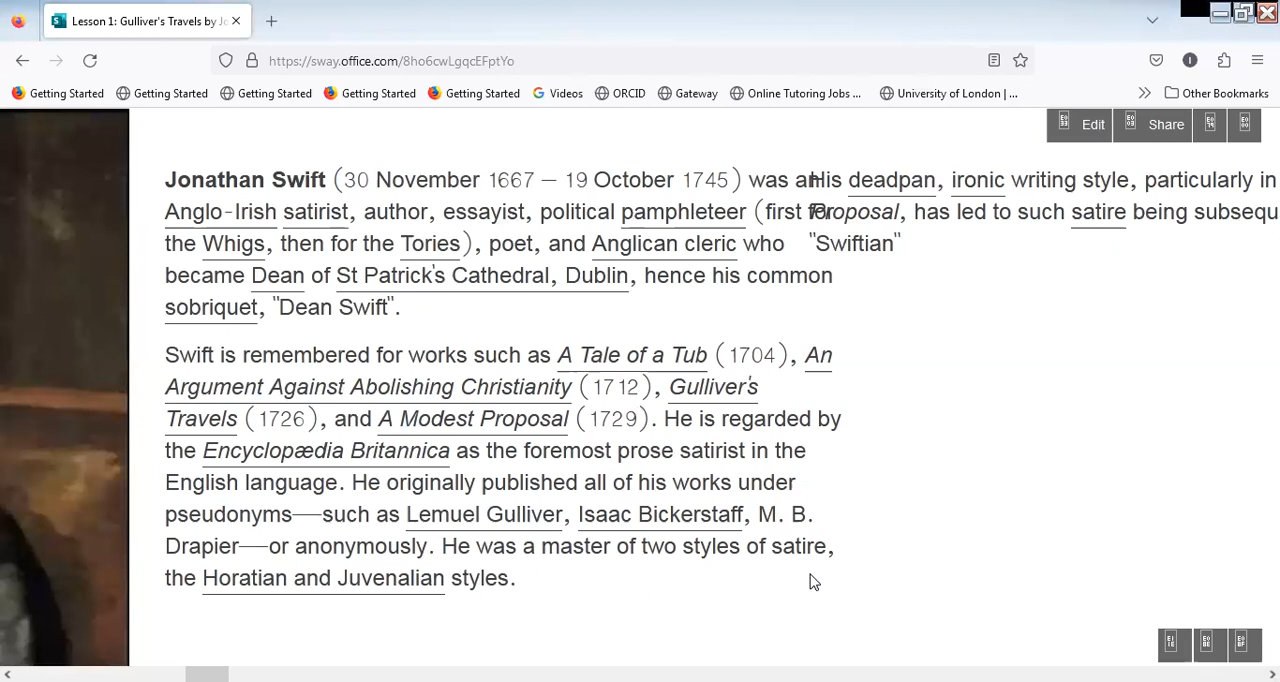 Lesson 1: Gulliver's Travels by Jo
https://sway.office.com/8ho6cwLgqcEFptYo
Getting Started
Getting Started
Getting Started
Getting Started
Getting Started
Videos
ORCID
Gateway
Online Tutoring Jobs ...
University of London | ...
Other Bookmarks
Edit
Share
Jonathan Swift (30 November 1667 – 19 October 1745) was an
Anglo-Irish satirist, author, essayist, political pamphleteer (first for
the Whigs, then for the Tories), poet, and Anglican cleric who
became Dean of St Patrick's Cathedral, Dublin, hence his common
sobriquet, "Dean Swift".
Swift is remembered for works such as A Tale of a Tub (1704), An
Argument Against Abolishing Christianity (1712), Gulliver's
Travels (1726), and A Modest Proposal (1729). He is regarded by
the Encyclopædia Britannica as the foremost prose satirist in the
English language. He originally published all of his works under
pseudonyms—such as Lemuel Gulliver, Isaac Bickerstaff, M. B.
Drapier—or anonymously. He was a master of two styles of satire,
the Horatian and Juvenalian styles.
His deadpan, ironic writing style, particularly in
Proposal, has led to such satire being subsequ
"Swiftian"